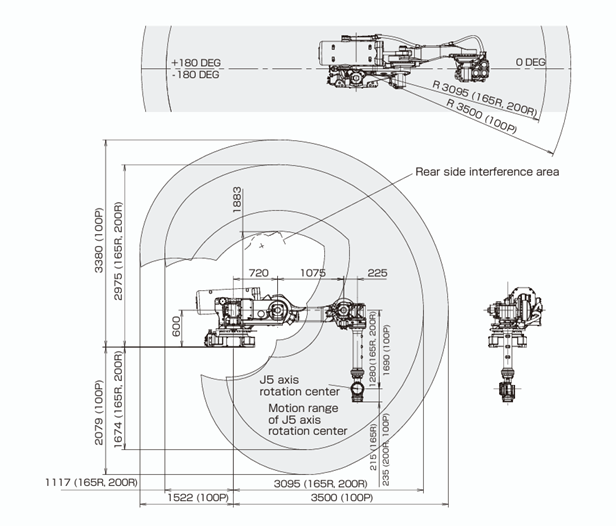 +180 DEG
-180 DEG
0 DEG
R 3095 (165R, 200R)
R 3500 (100P)
Rear side interference area
1883
3380 (100P)
2975 (165R, 200R)
720
1075
225
600
1280(165R, 200R)
1690 (100P)
J5 axis
rotation center
Motion range
of J5 axis
rotation center
2079 (100P)
1674 (165R, 200R)
215 (165R)
235 (200R, 100P)
1117 (165R, 200R)
3095 (165R, 200R)
1522 (100P)
3500 (100P)